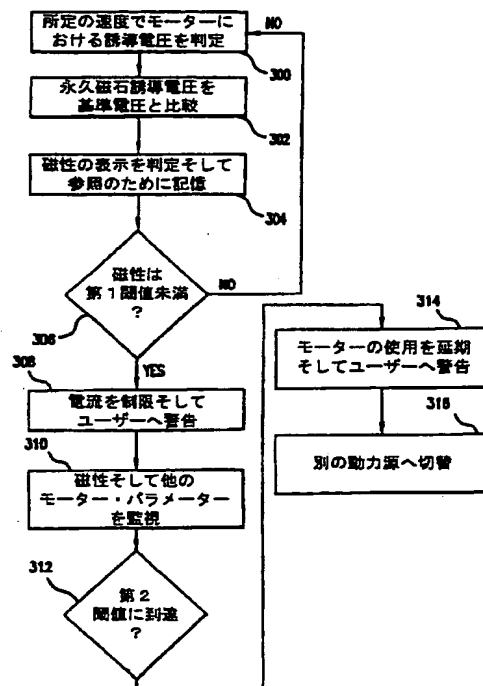 所定の速度でモーターに
おける誘導電圧を判定
NO
300
永久磁石誘導電圧を
基準電圧と比較
302
磁性の表示を判定そして
参照のために記憶
304
磁性は
第1閾値未満
?
NO
306
YES
308
電流を制限そして
ユーザーへ警告
310
磁性そして他の
モーター・パラメーター
を監視
312
第2
閾値に到達
?
314
モーターの使用を延期
そしてユーザーへ警告
316
別の動力源へ切替